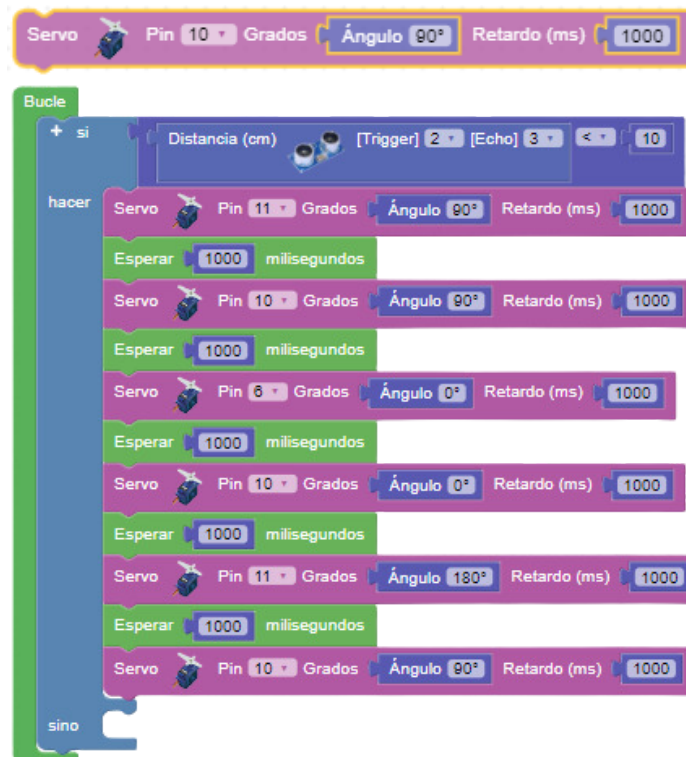 Servo Pin 10 Grados Ángulo 90° Retardo (ms) 1000
Bucle
+ si Distancia (cm) [Trigger] 2 [Echo] 3 < 10
hacer Servo Pin 11 Grados Ángulo 90° Retardo (ms) 1000
Esperar 1000 milisegundos
Servo Pin 10 Grados Ángulo 90° Retardo (ms) 1000
Esperar 1000 milisegundos
Servo Pin 6 Grados Ángulo 0° Retardo (ms) 1000
Esperar 1000 milisegundos
Servo Pin 10 Grados Ángulo 0° Retardo (ms) 1000
Esperar 1000 milisegundos
Servo Pin 11 Grados Ángulo 180° Retardo (ms) 1000
Esperar 1000 milisegundos
Servo Pin 10 Grados Ángulo 90° Retardo (ms) 1000
sino